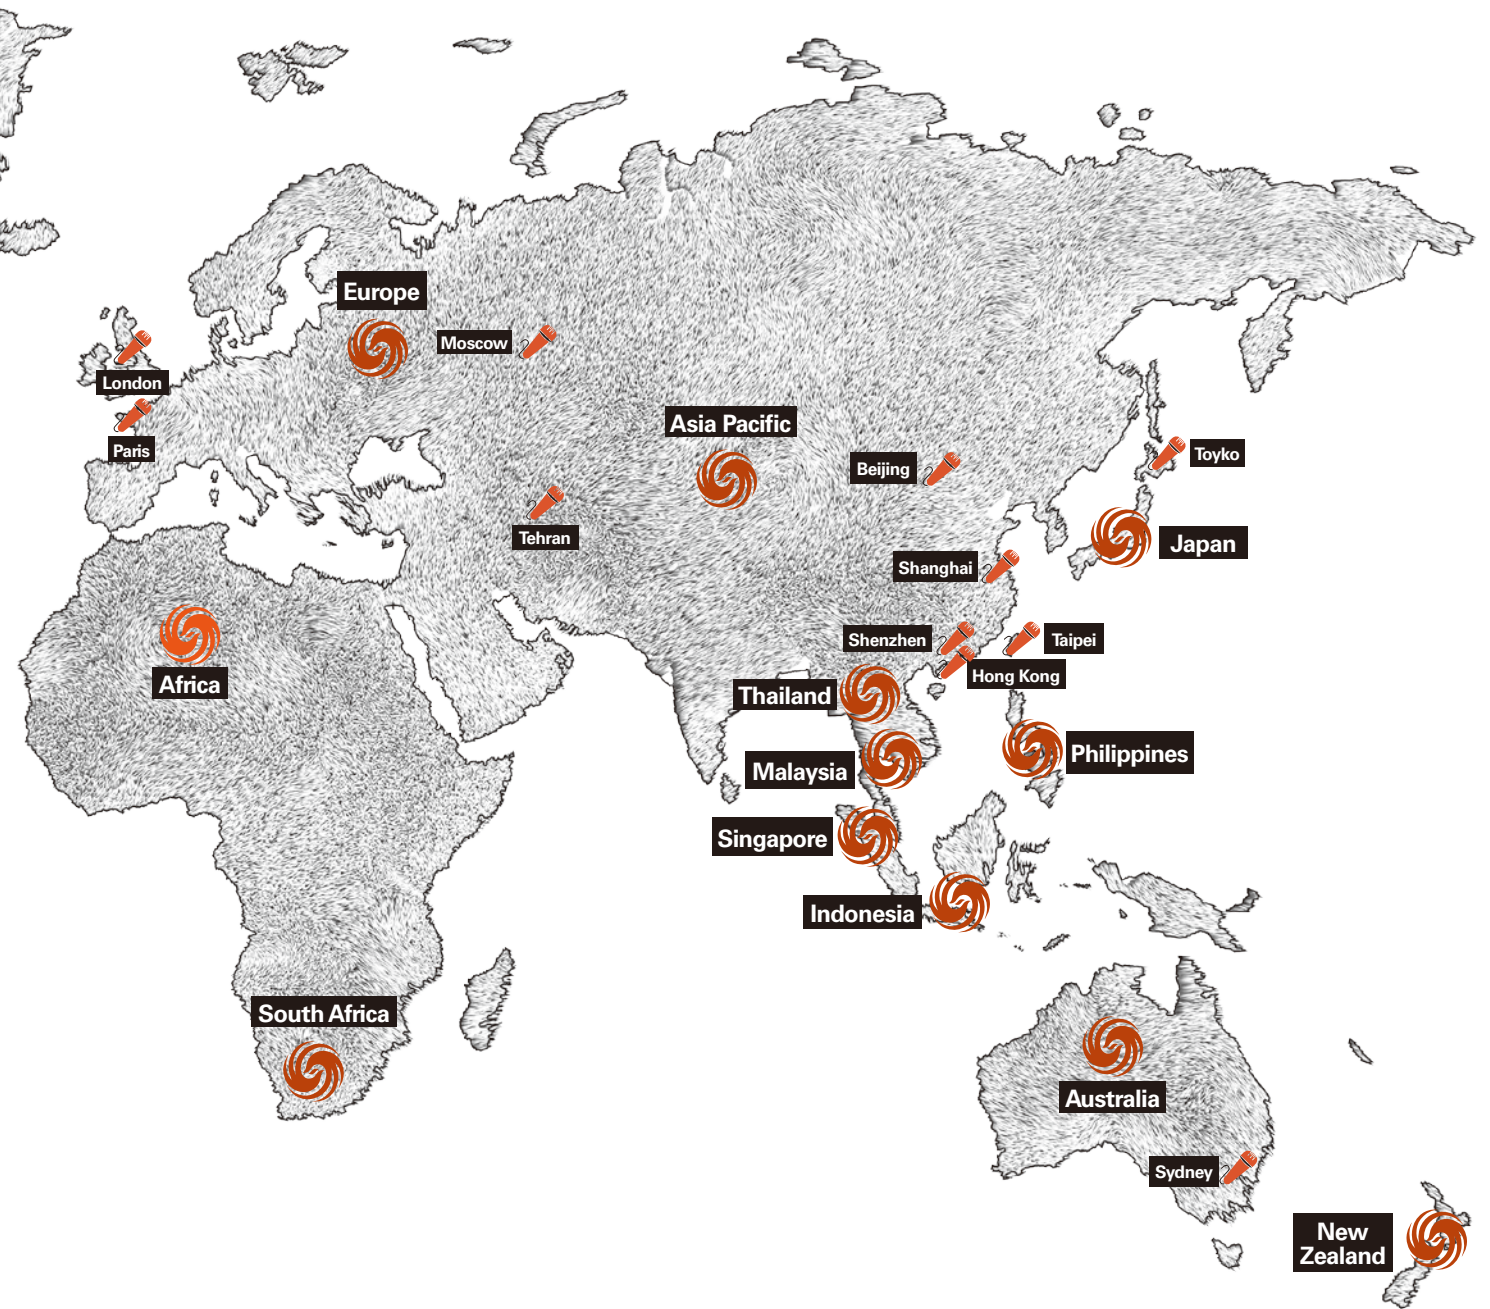 Europe
Moscow
London
Asia Pacific
Paris
Beijing
Toyko
Tehran
Japan
Shanghai
Shenzhen
Taipei
Hong Kong
Africa
Thailand
Philippines
Malaysia
Singapore
Indonesia
South Africa
Australia
Sydney
New
Zealand